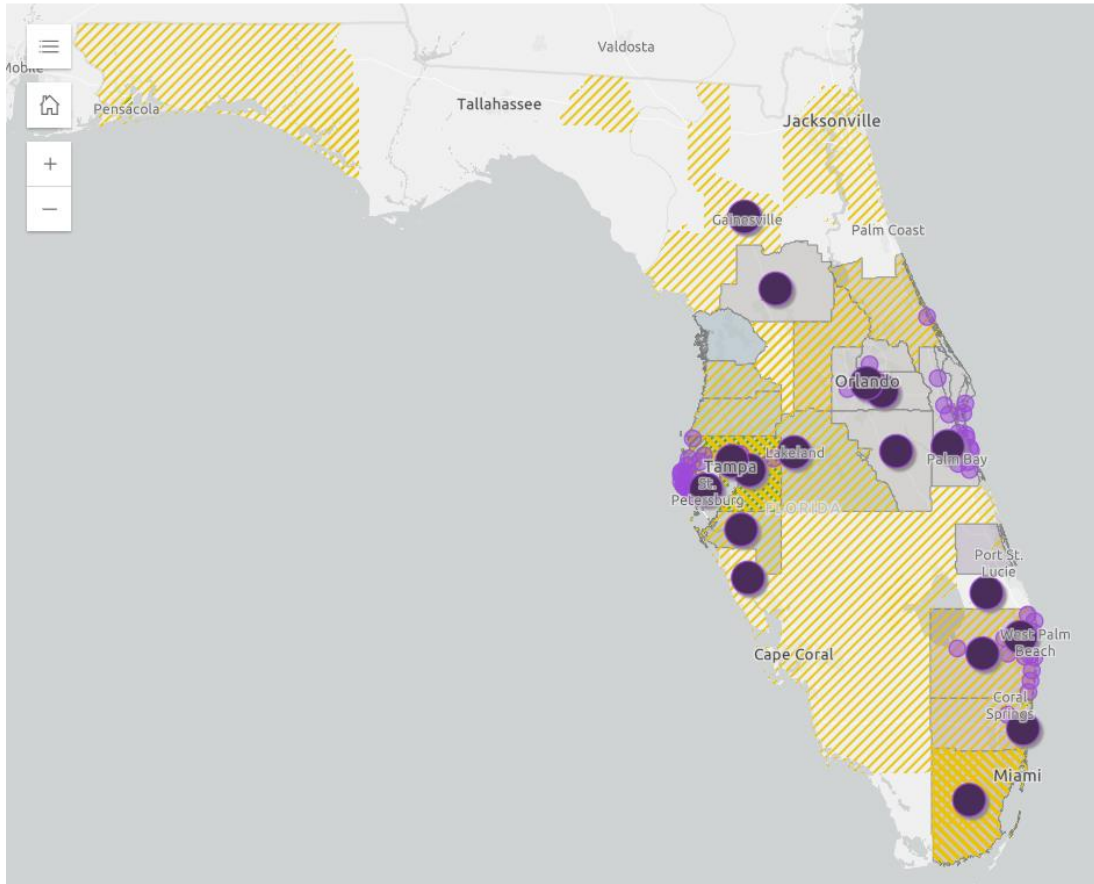 Valdosta
Mobile
Pensacola
Tallahassee
Jacksonville
Gainesville
Palm Coast
Orlando
Lakeland
Tampa
Palm Bay
St.
Petersburg
FLORIDA
Port St.
Lucie
West Palm
Beach
Cape Coral
Coral
Springs
Miami
+
−